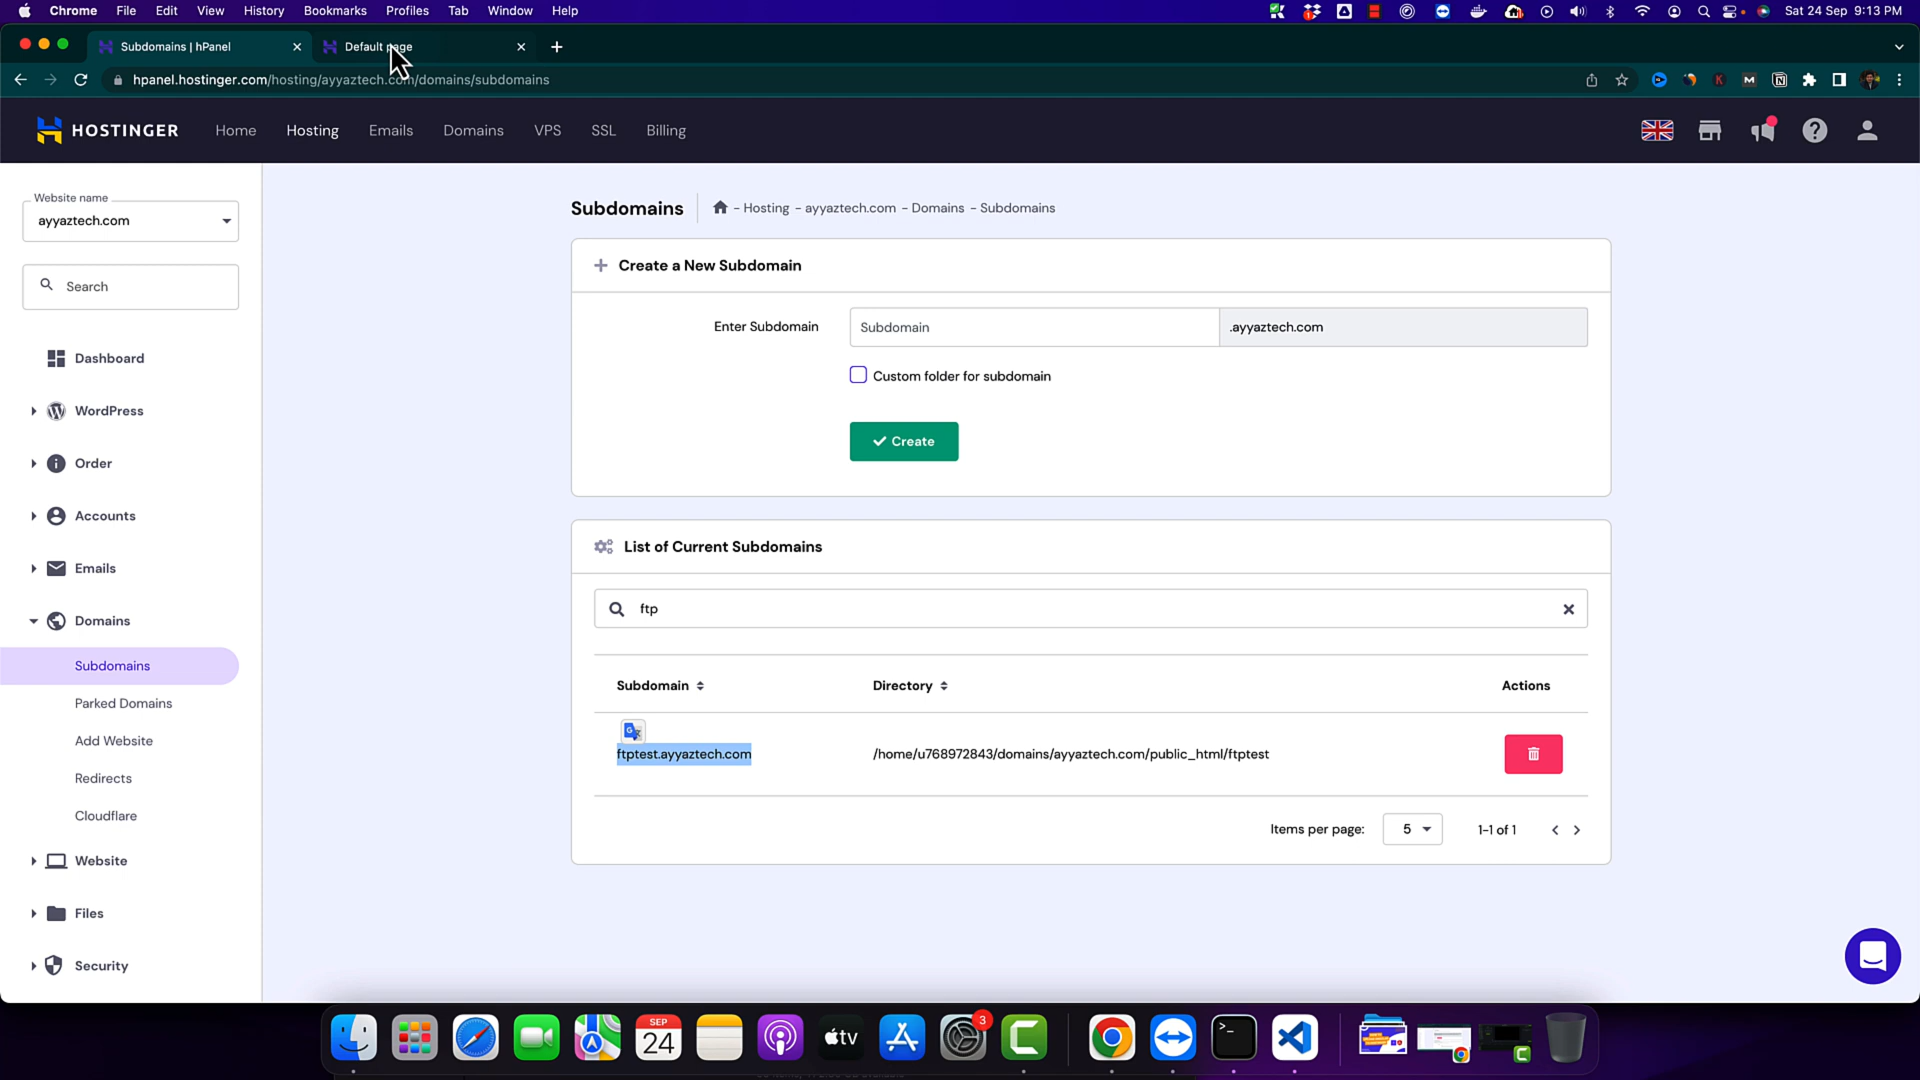 Chrome File Edit View History Bookmarks Profiles Tab Window Help Sat 24 Sep 9:13 PM
Subdomains | hPanel Default page
hpanel.hostinger.com/hosting/ayyaztech.com/domains/subdomains
HOSTINGER Home Hosting Emails Domains VPS SSL Billing
Website name
ayyaztech.com
Search
Dashboard
WordPress
Order
Accounts
Emails
Domains
Subdomains
Parked Domains
Add Website
Redirects
Cloudflare
Website
Files
Security
Subdomains - Hosting - ayyaztech.com - Domains - Subdomains
Create a New Subdomain
Enter Subdomain Subdomain .ayyaztech.com
Custom folder for subdomain
Create
List of Current Subdomains
ftp
Subdomain Directory Actions
ftptest.ayyaztech.com /home/u768972843/domains/ayyaztech.com/public_html/ftptest
Items per page: 5 1-1 of 1
SEP
24
tv
3